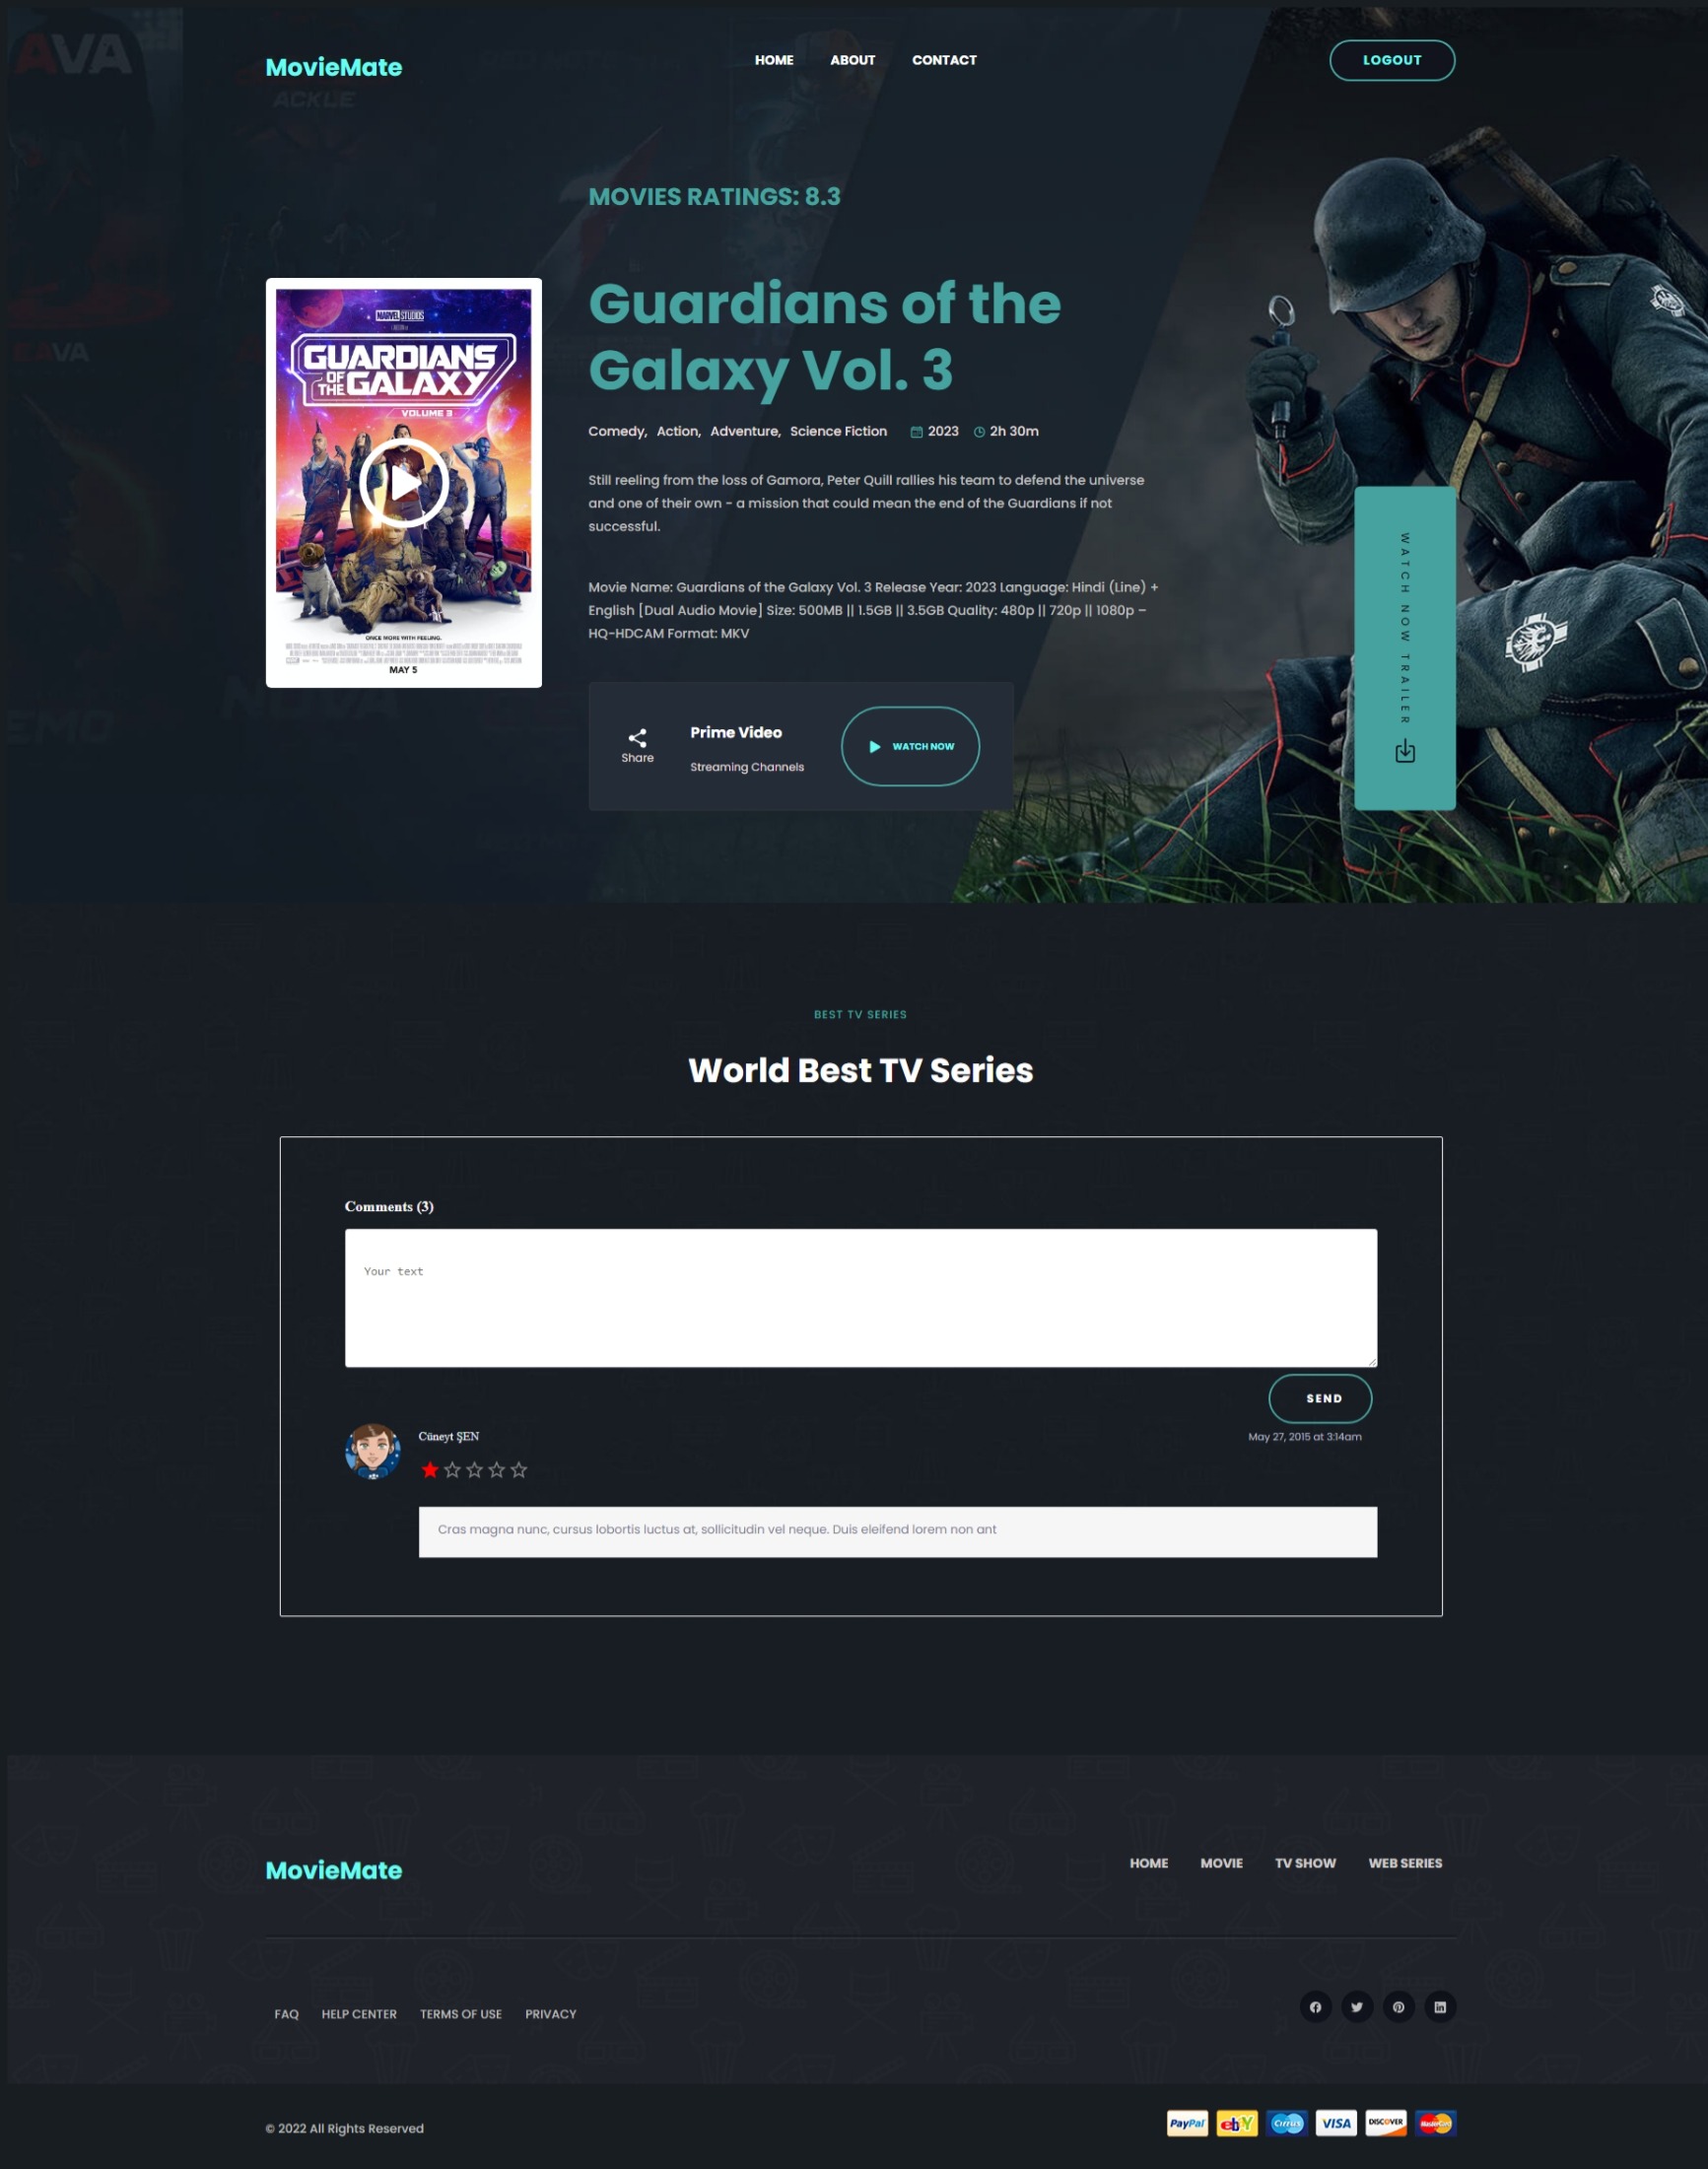 AVA
MovieMate
HOME ABOUT CONTACT
LOGOUT
ACKLE
MOVIES RATINGS: 8.3
MARVEL STUDIOS
GUARDIANS
OF THE GALAXY
VOLUME 3
ONCE MORE WITH FEELING.
MAY 5
Guardians of the
Galaxy Vol. 3
Comedy, Action, Adventure, Science Fiction 2023 2h 30m
Still reeling from the loss of Gamora, Peter Quill rallies his team to defend the universe
and one of their own - a mission that could mean the end of the Guardians if not
successful.
Movie Name: Guardians of the Galaxy Vol. 3 Release Year: 2023 Language: Hindi (Line) +
English [Dual Audio Movie] Size: 500MB || 1.5GB || 3.5GB Quality: 480p || 720p || 1080p –
HQ-HDCAM Format: MKV
Share
Prime Video
Streaming Channels
WATCH NOW
WATCH NOW TRAILER
BEST TV SERIES
World Best TV Series
Comments (3)
Your text
SEND
Cüneyt ŞEN
May 27, 2015 at 3:14am
Cras magna nunc, cursus lobortis luctus at, sollicitudin vel neque. Duis eleifend lorem non ant
MovieMate
HOME MOVIE TV SHOW WEB SERIES
FAQ HELP CENTER TERMS OF USE PRIVACY
© 2022 All Rights Reserved
PayPal ebY Cirrus VISA DISCOVER MasterCard